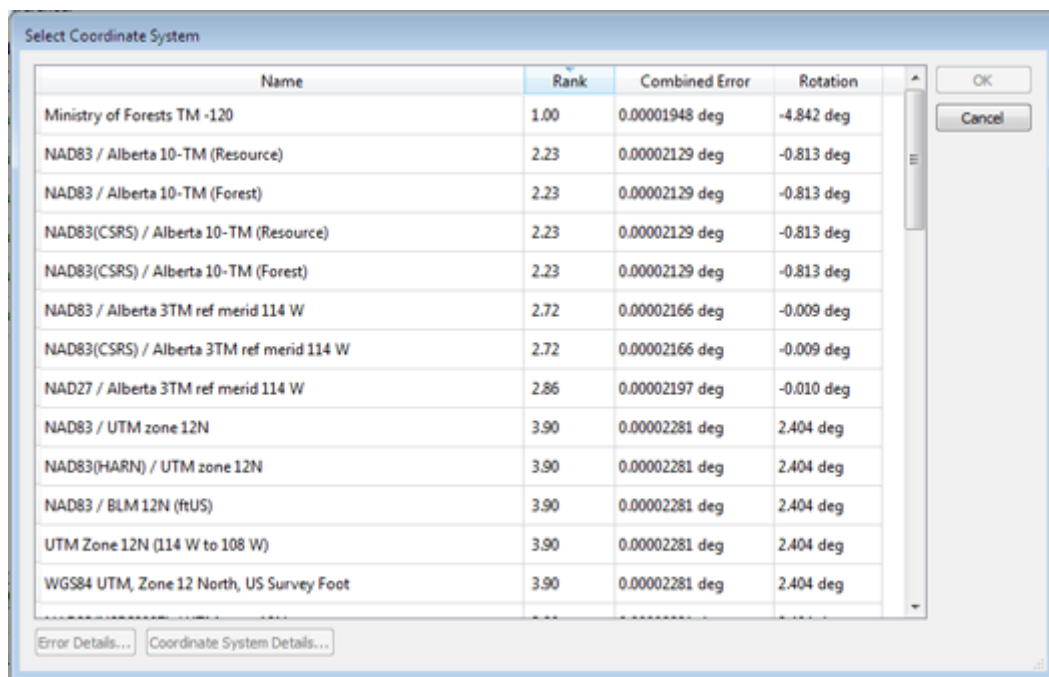 Select Coordinate System
Name Rank Combined Error Rotation
OK
Ministry of Forests TM -120 1.00 0.00001948 deg -4.842 deg
Cancel
NAD83 / Alberta 10-TM (Resource) 2.23 0.00002129 deg -0.813 deg
NAD83 / Alberta 10-TM (Forest) 2.23 0.00002129 deg -0.813 deg
NAD83(CSRS) / Alberta 10-TM (Resource) 2.23 0.00002129 deg -0.813 deg
NAD83(CSRS) / Alberta 10-TM (Forest) 2.23 0.00002129 deg -0.813 deg
NAD83 / Alberta 3TM ref merid 114 W 2.72 0.00002166 deg -0.009 deg
NAD83(CSRS) / Alberta 3TM ref merid 114 W 2.72 0.00002166 deg -0.009 deg
NAD27 / Alberta 3TM ref merid 114 W 2.86 0.00002197 deg -0.010 deg
NAD83 / UTM zone 12N 3.90 0.00002281 deg 2.404 deg
NAD83(HARN) / UTM zone 12N 3.90 0.00002281 deg 2.404 deg
NAD83 / BLM 12N (ftUS) 3.90 0.00002281 deg 2.404 deg
UTM Zone 12N (114 W to 108 W) 3.90 0.00002281 deg 2.404 deg
WGS84 UTM, Zone 12 North, US Survey Foot 3.90 0.00002281 deg 2.404 deg
Error Details... Coordinate System Details...